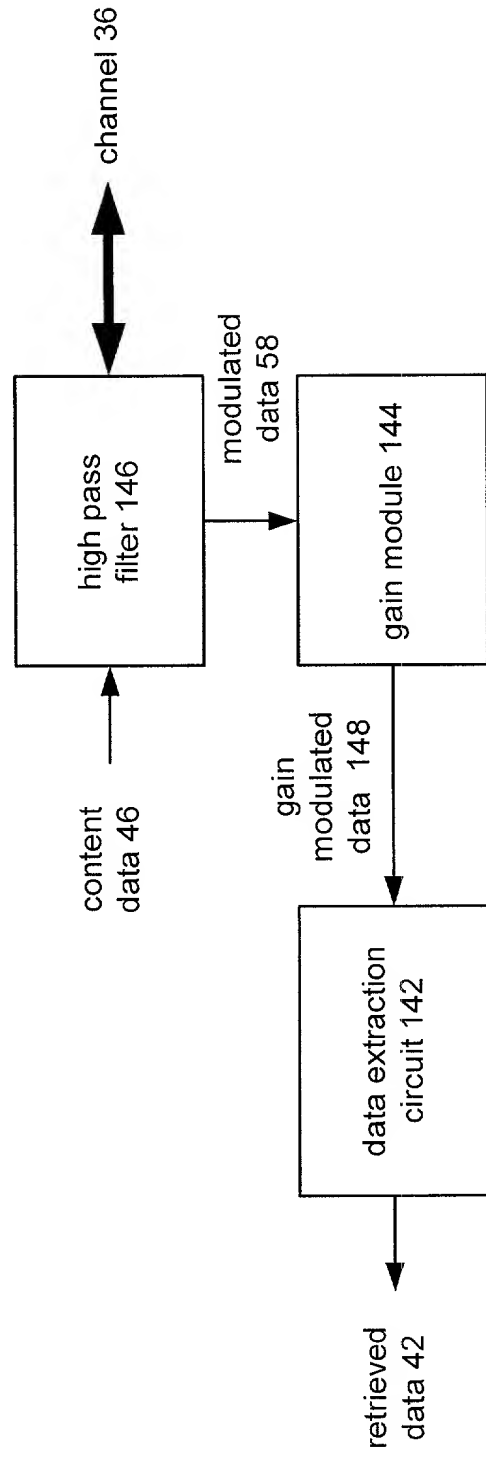 content
data 46
high pass
filter 146
channel 36
modulated
data 58
gain module 144
gain
modulated
data 148
data extraction
circuit 142
retrieved
data 42